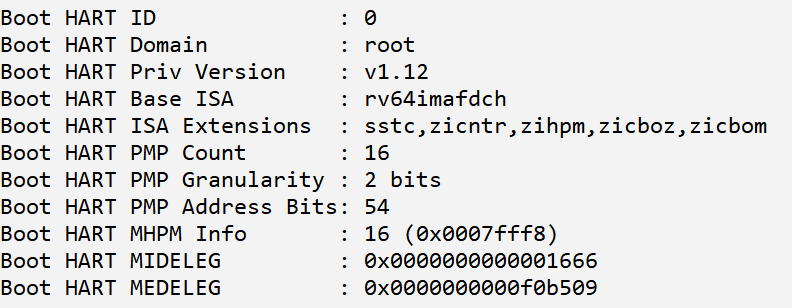 Boot HART ID              : 0
Boot HART Domain          : root
Boot HART Priv Version    : v1.12
Boot HART Base ISA        : rv64imafdch
Boot HART ISA Extensions  : sstc,zicntr,zihpm,zicboz,zicbom
Boot HART PMP Count       : 16
Boot HART PMP Granularity : 2 bits
Boot HART PMP Address Bits: 54
Boot HART MHPM Info       : 16 (0x0007fff8)
Boot HART MIDELEG         : 0x0000000000001666
Boot HART MEDELEG         : 0x0000000000f0b509